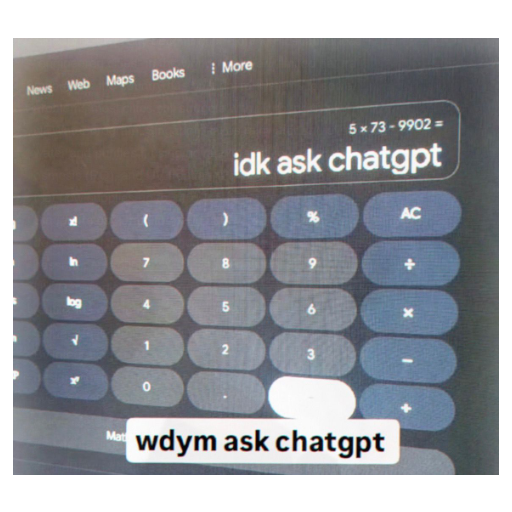 News Web Maps Books ⋮ More
5 × 73 - 9902 =
idk ask chatgpt
x! ( ) % AC
ln 7 8 9 ÷
log 4 5 6 ×
√ 1 2 3 −
0 . +
wdym ask chatgpt